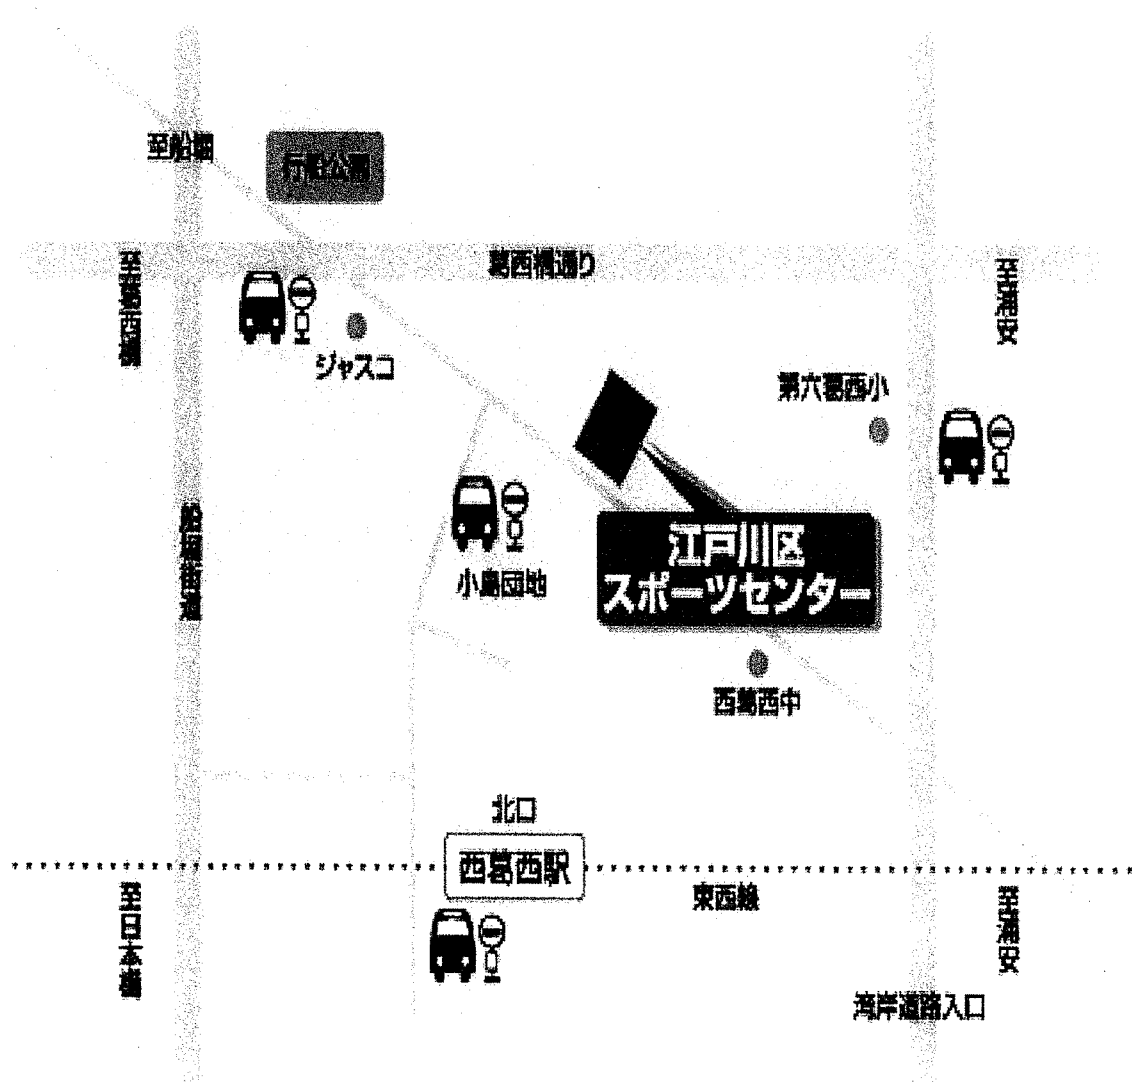 至船堀
行船公園
葛西橋通り
至葛西橋
至浦安
ジャスコ
第六葛西小
船堀街道
江戸川区
スポーツセンター
小島団地
西葛西中
北口
西葛西駅
東西線
至日本橋
至浦安
湾岸道路入口